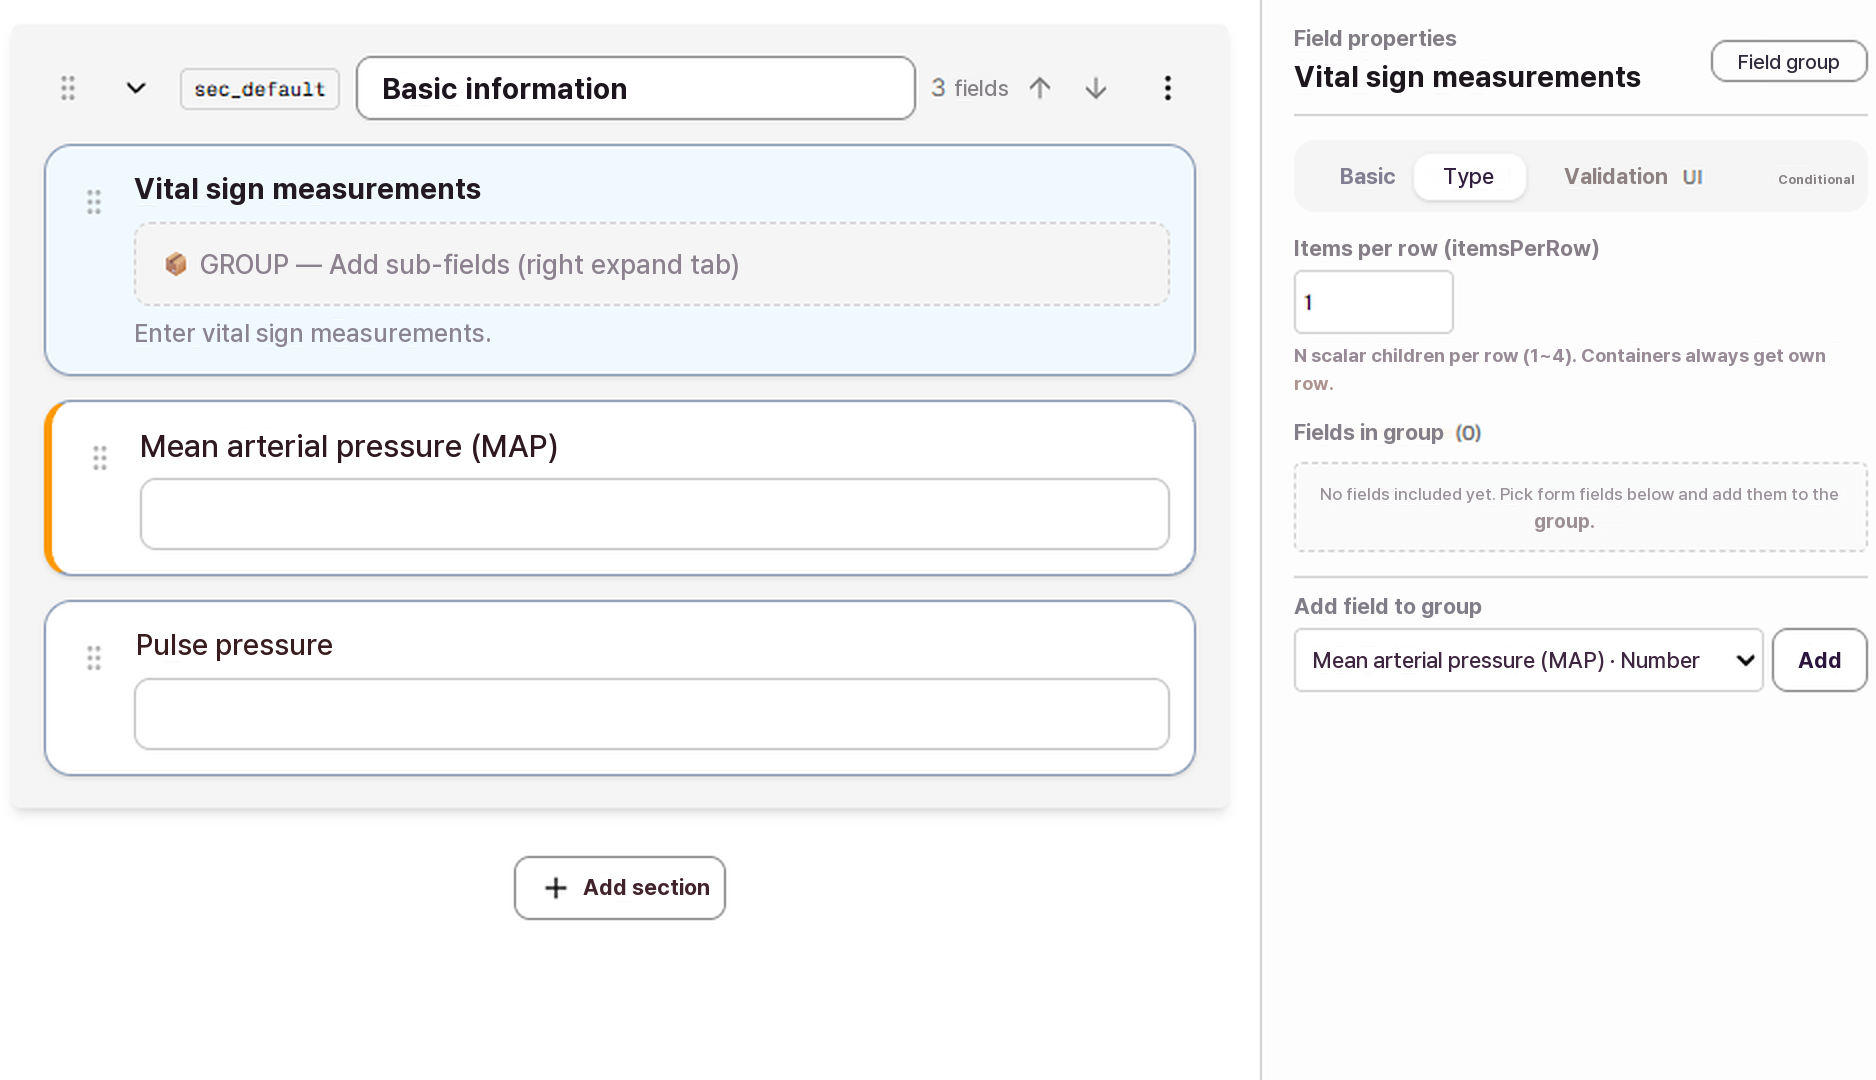 sec_default
Basic information
3 fields
Vital sign measurements
GROUP — Add sub-fields (right expand tab)
Enter vital sign measurements.
Mean arterial pressure (MAP)
Pulse pressure
Add section
Field properties
Vital sign measurements
Field group
Basic
Type
Validation
UI
Conditional
Items per row (itemsPerRow)
1
N scalar children per row (1~4). Containers always get own
row.
Fields in group (0)
No fields included yet. Pick form fields below and add them to the
group.
Add field to group
Mean arterial pressure (MAP) · Number
Add